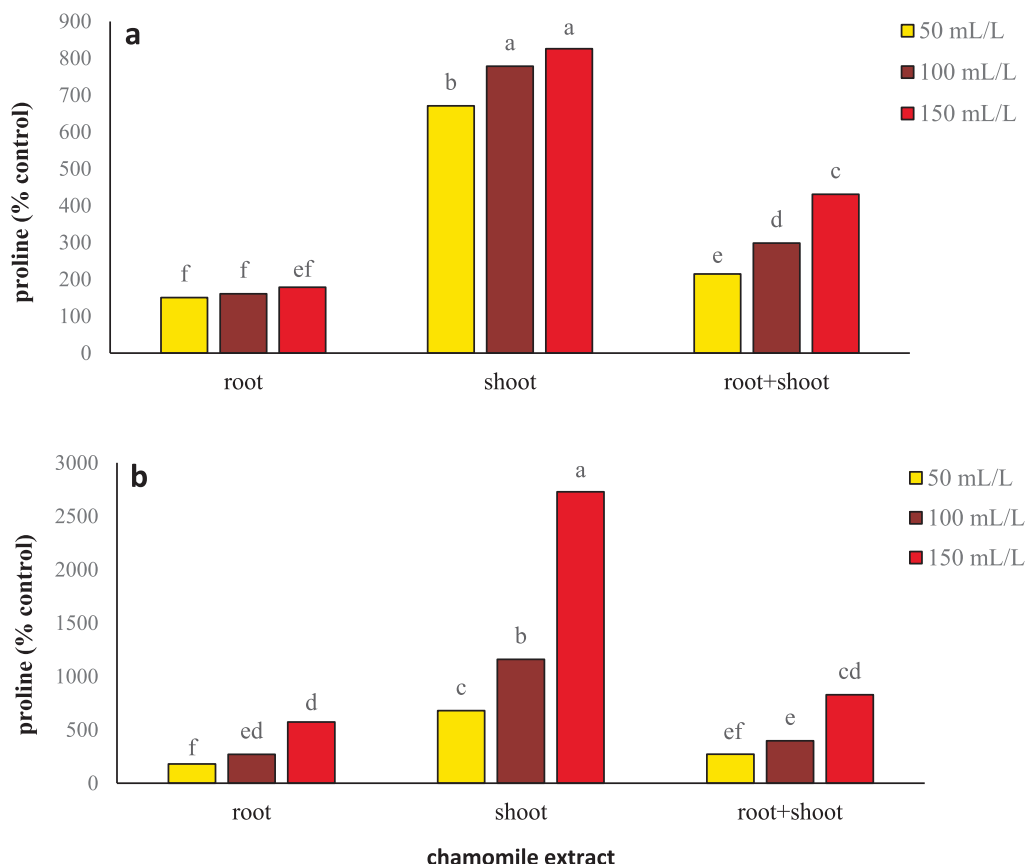 a
proline (% control)
900
800
700
600
500
400
300
200
100
0
f
f
ef
b
a
a
e
d
c
root
shoot
root+shoot
50 mL/L
100 mL/L
150 mL/L
b
proline (% control)
3000
2500
2000
1500
1000
500
0
f
ed
d
c
b
a
ef
e
cd
root
shoot
root+shoot
50 mL/L
100 mL/L
150 mL/L
chamomile extract